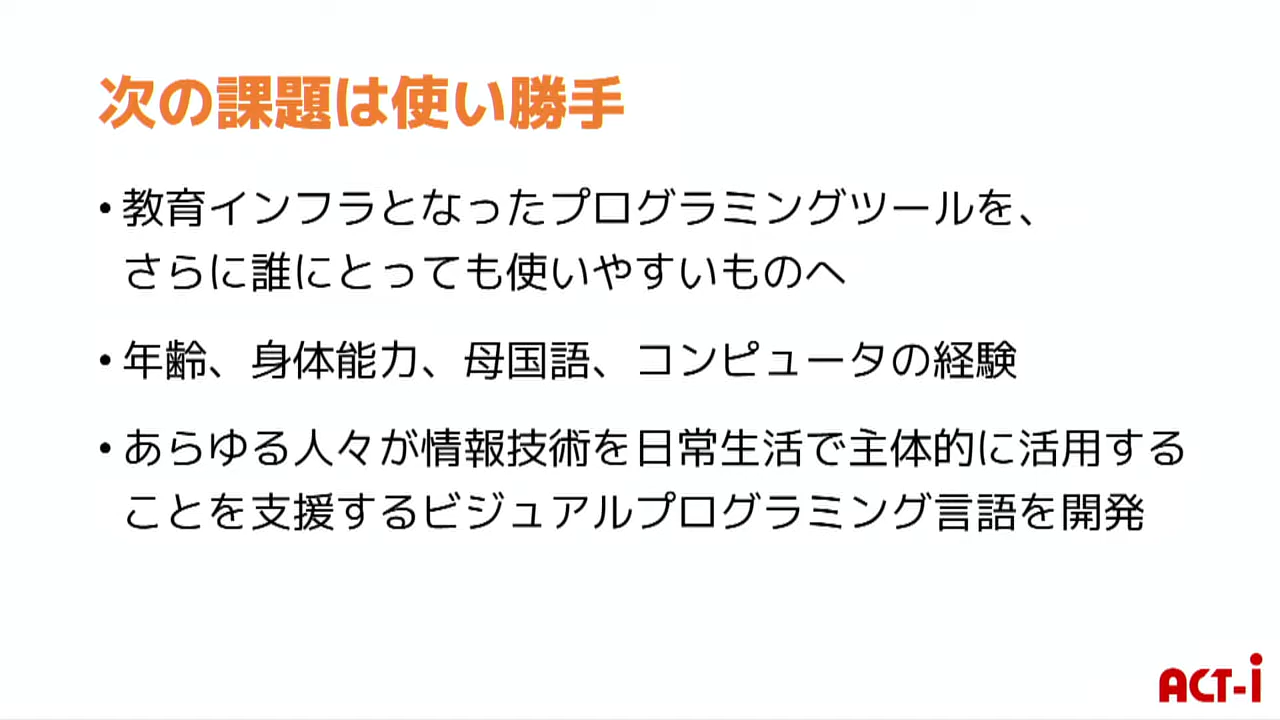 次の課題は使い勝手
•教育インフラとなったプログラミングツールを、
さらに誰にとっても使いやすいものへ
•年齢、身体能力、母国語、コンピュータの経験
•あらゆる人々が情報技術を日常生活で主体的に活用する
ことを支援するビジュアルプログラミング言語を開発
ACT-i